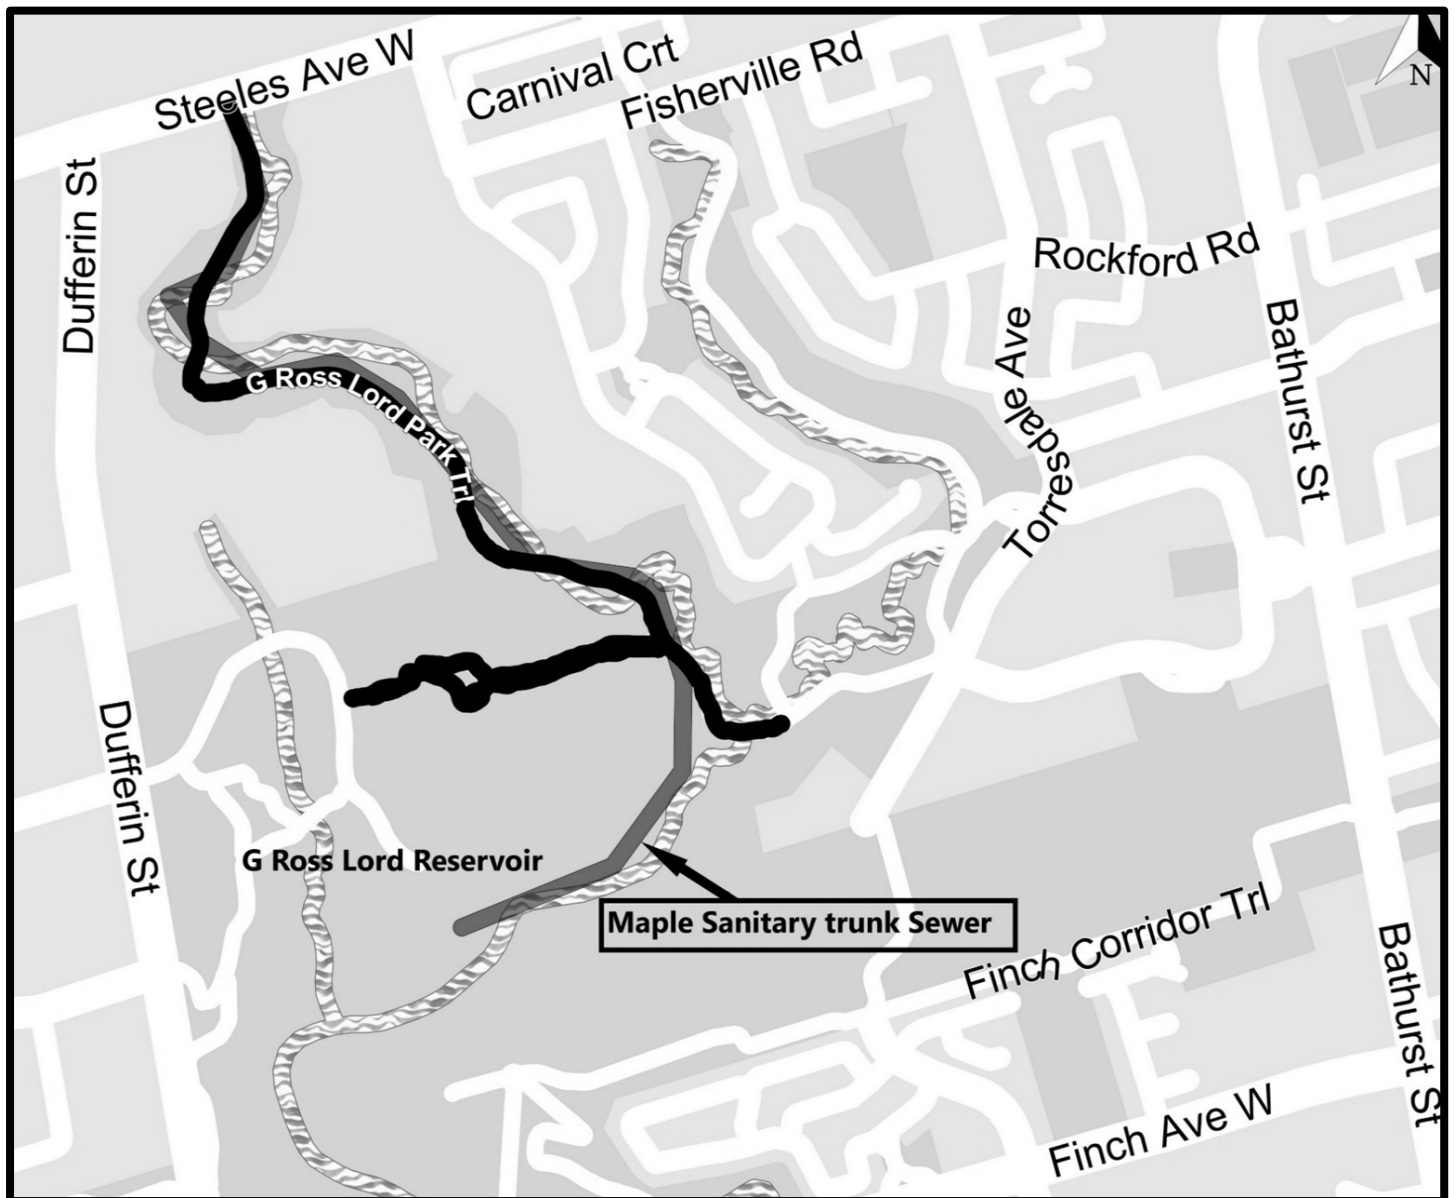 Steeles Ave W
Carnival Crt
Fisherville Rd
N
Dufferin St
Rockford Rd
Torresdale Ave
Bathurst St
G Ross Lord Park Trl
Dufferin St
G Ross Lord Reservoir
Maple Sanitary trunk Sewer
Finch Corridor Trl
Bathurst St
Finch Ave W